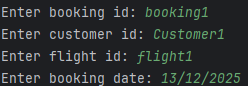 Enter booking id: booking1
Enter customer id: Customer1
Enter flight id: flight1
Enter booking date: 13/12/2025